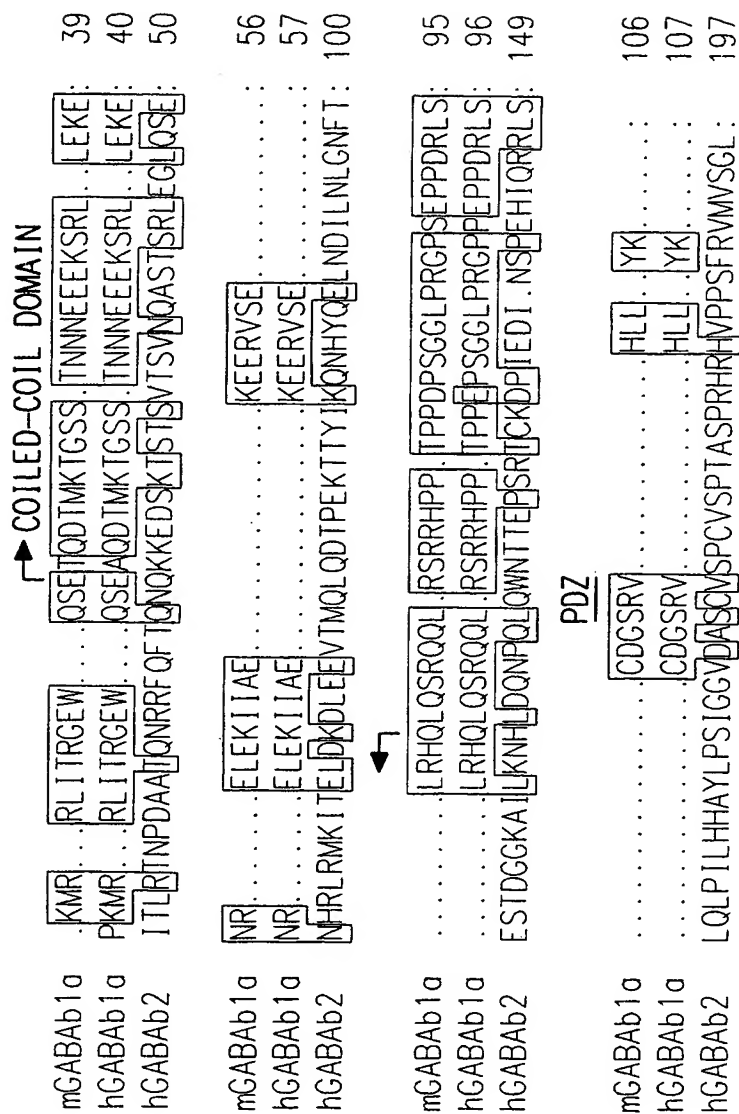 COILED-COIL DOMAIN
mGABAb1a .KMR...RLITRGEW....QSETQDTMKTGSS.TNNNEEEKSRL..LEKE: 39
hGABAb1a PKMR...RLITRGEW....QSEAQDTMKTGSS.TNNNEEEKSRL..LEKE: 40
hGABAb2 ITLRTNPDAATQNRRFQFTQNQKKEDSKTSTSVTSVNQASTSRLEGLQSE: 50
mGABAb1a NR.......ELEKIIAE...............KEERVSE...........: 56
hGABAb1a NR.......ELEKIIAE...............KEERVSE...........: 57
hGABAb2 NHRLRMKITELDKDLEEVTMQLQDTPEKTTYIKQNHYQELNDILNLGNFT: 100
mGABAb1a .........LRHQLQSRQQL.RSRRHPP.TPPDPSGGLPRGPSEPPDRLS: 95
hGABAb1a .........LRHQLQSRQQL.RSRRHPP.TPPEPSGGLPRGPPEPPDRLS: 96
hGABAb2 ESTDGGKAILKNHLDQNPQLQWNTTEPSRTCKDPIEDI.NSPEHIQRRLS: 149
PDZ
mGABAb1a ................CDGSRV.............HLL..YK......: 106
hGABAb1a ................CDGSRV.............HLL..YK......: 107
hGABAb2 LQLPILHHAYLPSIGGVDASCVSPCVSPTASPRHRHVPPSFRVMVSGL: 197